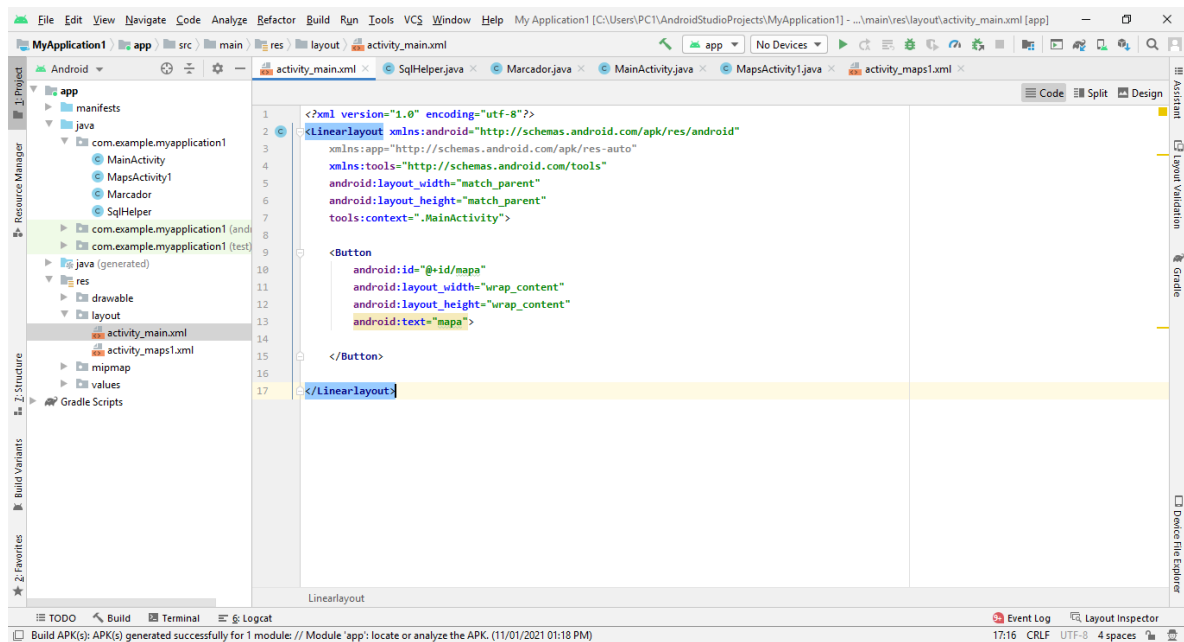 File Edit View Navigate Code Analyze Refactor Build Run Tools VCS Window Help My Application1 [C:\Users\PC1\AndroidStudioProjects\MyApplication1] - ...\main\res\layout\activity_main.xml [app]
MyApplication1 app src main res layout activity_main.xml app No Devices
Android
activity_main.xml SqlHelper.java Marcador.java MainActivity.java MapsActivity1.java activity_maps1.xml
Code Split Design
1: Project
Resource Manager
Z: Structure
Build Variants
2: Favorites
app
manifests
java
com.example.myapplication1
MainActivity
MapsActivity1
Marcador
SqlHelper
com.example.myapplication1 (andr
com.example.myapplication1 (test)
java (generated)
res
drawable
layout
activity_main.xml
activity_maps1.xml
mipmap
values
Gradle Scripts
1 <?xml version="1.0" encoding="utf-8"?>
2 <Linearlayout xmlns:android="http://schemas.android.com/apk/res/android"
3 xmlns:app="http://schemas.android.com/apk/res-auto"
4 xmlns:tools="http://schemas.android.com/tools"
5 android:layout_width="match_parent"
6 android:layout_height="match_parent"
7 tools:context=".MainActivity">
8
9 <Button
10 android:id="@+id/mapa"
11 android:layout_width="wrap_content"
12 android:layout_height="wrap_content"
13 android:text="mapa">
14
15 </Button>
16
17 </Linearlayout>
Linearlayout
Assistant
Layout Validation
Gradle
Device File Explorer
TODO Build Terminal 6: Logcat Event Log Layout Inspector
Build APK(s): APK(s) generated successfully for 1 module: // Module 'app': locate or analyze the APK. (11/01/2021 01:18 PM) 17:16 CRLF UTF-8 4 spaces